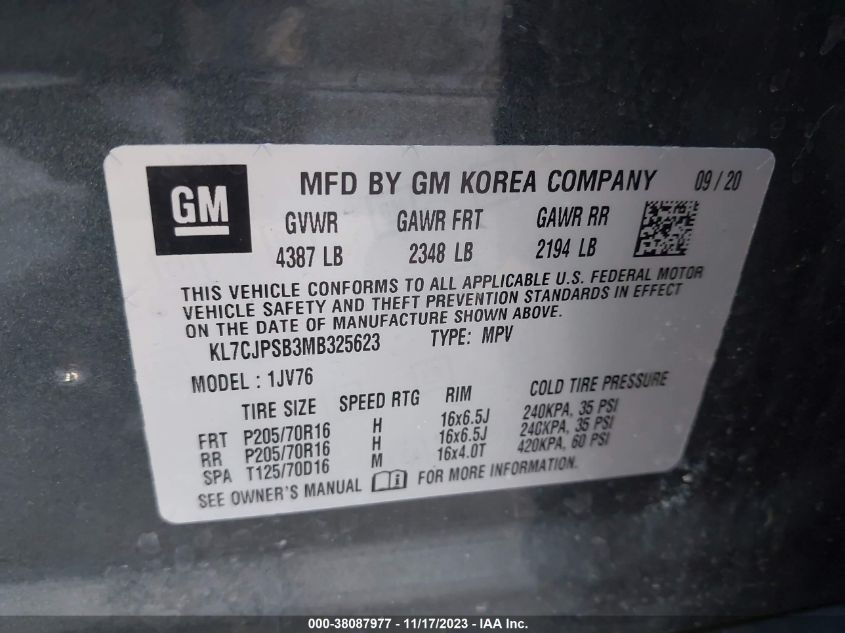 GM
MFD BY GM KOREA COMPANY 09/20
GVWR GAWR FRT GAWR RR
4387 LB 2348 LB 2194 LB
THIS VEHICLE CONFORMS TO ALL APPLICABLE U.S. FEDERAL MOTOR
VEHICLE SAFETY AND THEFT PREVENTION STANDARDS IN EFFECT
ON THE DATE OF MANUFACTURE SHOWN ABOVE.
KL7CJPSB3MB325623 TYPE: MPV
MODEL : 1JV76
TIRE SIZE SPEED RTG RIM COLD TIRE PRESSURE
FRT P205/70R16 H 16x6.5J 240KPA, 35 PSI
RR P205/70R16 H 16x6.5J 240KPA, 35 PSI
SPA T125/70D16 M 16x4.0T 420KPA, 60 PSI
SEE OWNER'S MANUAL i FOR MORE INFORMATION.
000-38087977 - 11/17/2023 - IAA Inc.